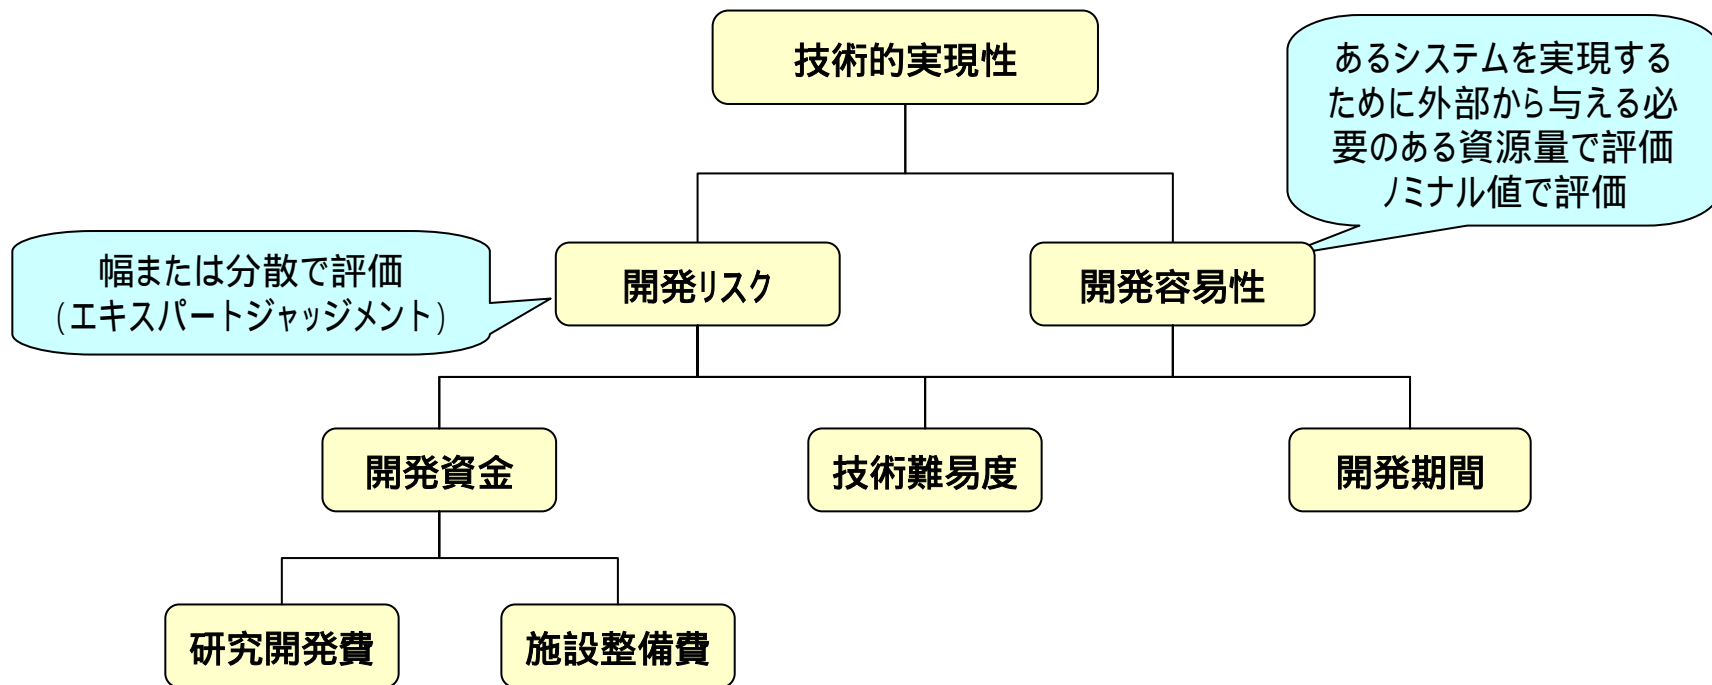 技術的実現性
あるシステムを実現する
ために外部から与える必
要のある資源量で評価
ノミナル値で評価
幅または分散で評価
(エキスパートジャッジメント)
開発リスク
開発容易性
開発資金
技術難易度
開発期間
研究開発費
施設整備費